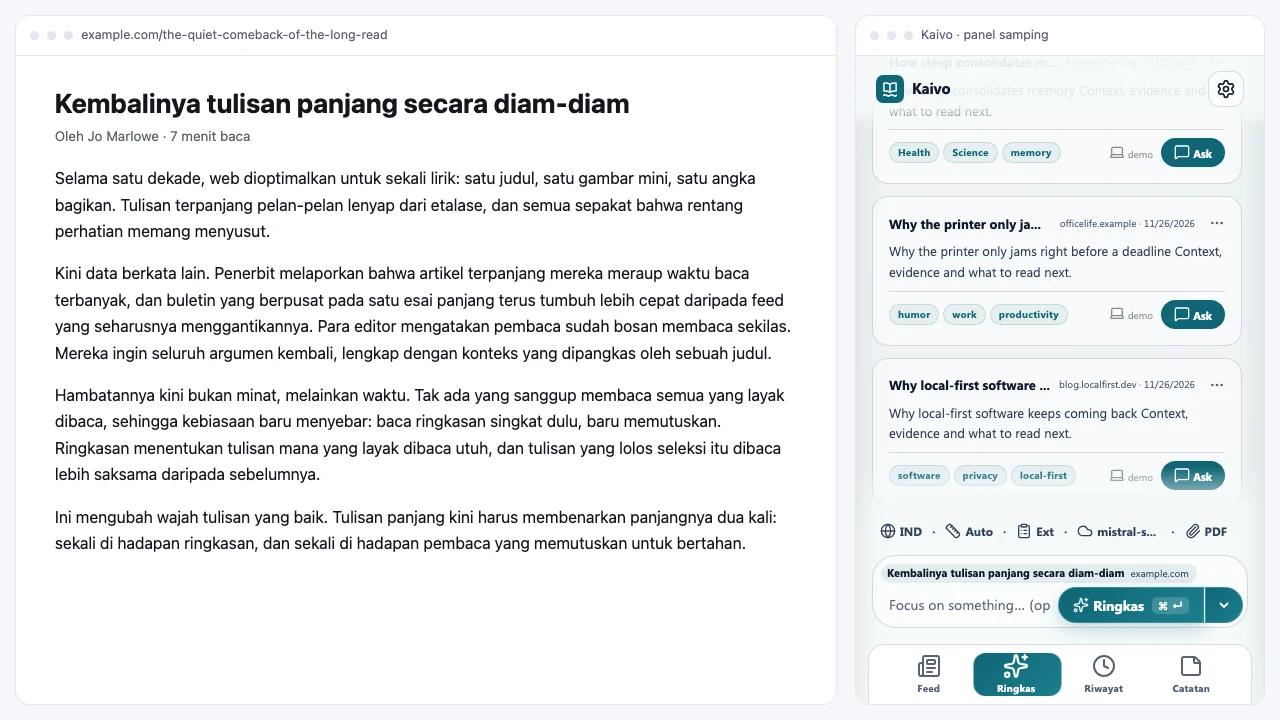 example.com/the-quiet-comeback-of-the-long-read
Kembalinya tulisan panjang secara diam-diam
Oleh Jo Marlowe · 7 menit baca
Selama satu dekade, web dioptimalkan untuk sekali lirik: satu judul, satu gambar mini, satu angka
bagikan. Tulisan terpanjang pelan-pelan lenyap dari etalase, dan semua sepakat bahwa rentang
perhatian memang menyusut.
Kini data berkata lain. Penerbit melaporkan bahwa artikel terpanjang mereka meraup waktu baca
terbanyak, dan buletin yang berpusat pada satu esai panjang terus tumbuh lebih cepat daripada feed
yang seharusnya menggantikannya. Para editor mengatakan pembaca sudah bosan membaca sekilas.
Mereka ingin seluruh argumen kembali, lengkap dengan konteks yang dipangkas oleh sebuah judul.
Hambatannya kini bukan minat, melainkan waktu. Tak ada yang sanggup membaca semua yang layak
dibaca, sehingga kebiasaan baru menyebar: baca ringkasan singkat dulu, baru memutuskan.
Ringkasan menentukan tulisan mana yang layak dibaca utuh, dan tulisan yang lolos seleksi itu dibaca
lebih saksama daripada sebelumnya.
Ini mengubah wajah tulisan yang baik. Tulisan panjang kini harus membenarkan panjangnya dua kali:
sekali di hadapan ringkasan, dan sekali di hadapan pembaca yang memutuskan untuk bertahan.
Kaivo · panel samping
How sleep consolidates m... 11/25/2026
Kaivo
consolidates memory Context, evidence and
what to read next.
Health Science memory demo Ask
Why the printer only ja... officelife.example · 11/26/2026
Why the printer only jams right before a deadline Context,
evidence and what to read next.
humor work productivity demo Ask
Why local-first software ... blog.localfirst.dev · 11/26/2026
Why local-first software keeps coming back Context,
evidence and what to read next.
software privacy local-first demo Ask
IND · Auto · Ext · mistral-s... · PDF
Kembalinya tulisan panjang secara diam-diam example.com
Focus on something... (op Ringkas ⌘ ↵
Feed Ringkas Riwayat Catatan